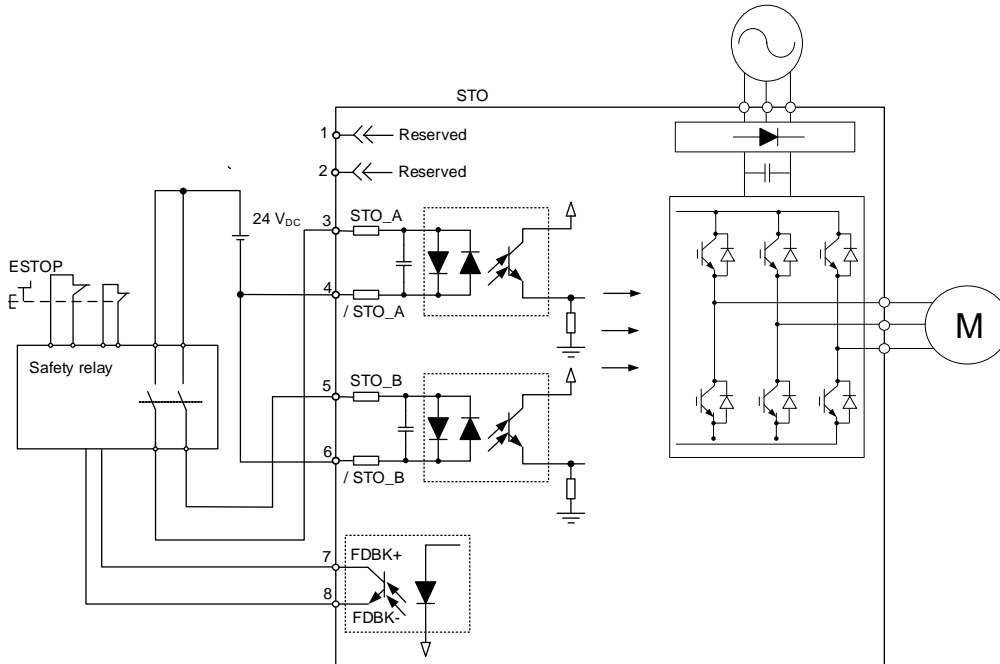 STO
1 Reserved
2 Reserved
24 VDC
3 STO_A
ESTOP
4 / STO_A
Safety relay
M
5 STO_B
6 / STO_B
7 FDBK+
8 FDBK-